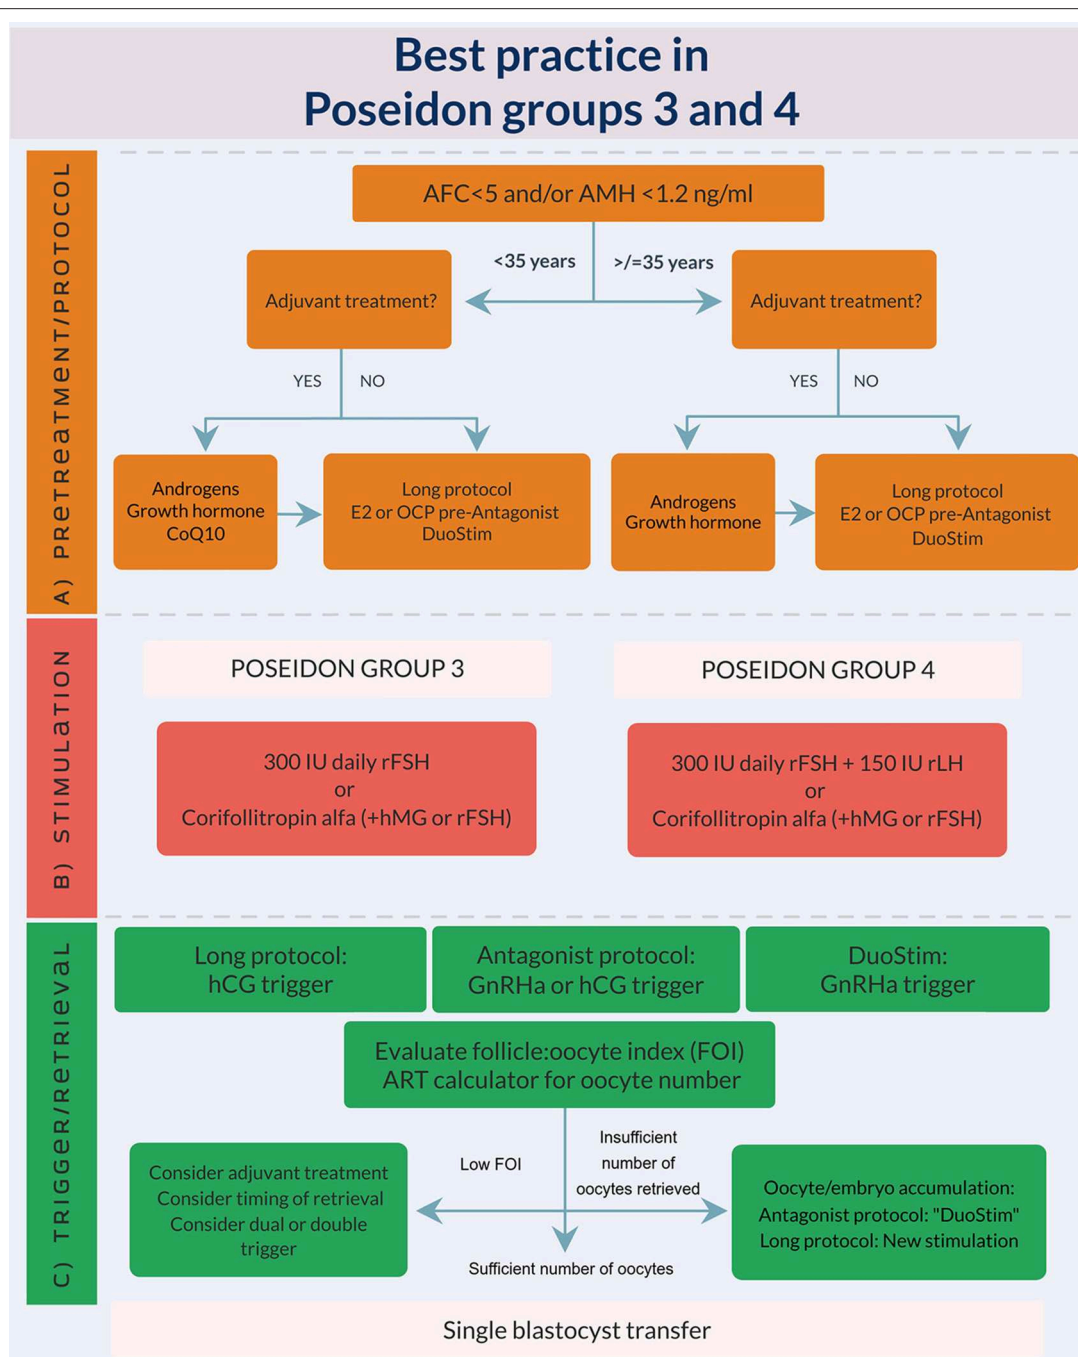 Best practice in
Poseidon groups 3 and 4
A) PRETREATMENT/PROTOCOL
AFC<5 and/or AMH <1.2 ng/ml
<35 years
>/=35 years
Adjuvant treatment?
Adjuvant treatment?
YES
NO
YES
NO
Androgens
Growth hormone
CoQ10
Long protocol
E2 or OCP pre-Antagonist
DuoStim
Androgens
Growth hormone
Long protocol
E2 or OCP pre-Antagonist
DuoStim
B) STIMULATION
POSEIDON GROUP 3
POSEIDON GROUP 4
300 IU daily rFSH
or
Corifollitropin alfa (+hMG or rFSH)
300 IU daily rFSH + 150 IU rLH
or
Corifollitropin alfa (+hMG or rFSH)
C) TRIGGER/RETRIEVAL
Long protocol:
hCG trigger
Antagonist protocol:
GnRHa or hCG trigger
DuoStim:
GnRHa trigger
Evaluate follicle:oocyte index (FOI)
ART calculator for oocyte number
Low FOI
Insufficient
number of
oocytes retrieved
Consider adjuvant treatment
Consider timing of retrieval
Consider dual or double
trigger
Oocyte/embryo accumulation:
Antagonist protocol: "DuoStim"
Long protocol: New stimulation
Sufficient number of oocytes
Single blastocyst transfer